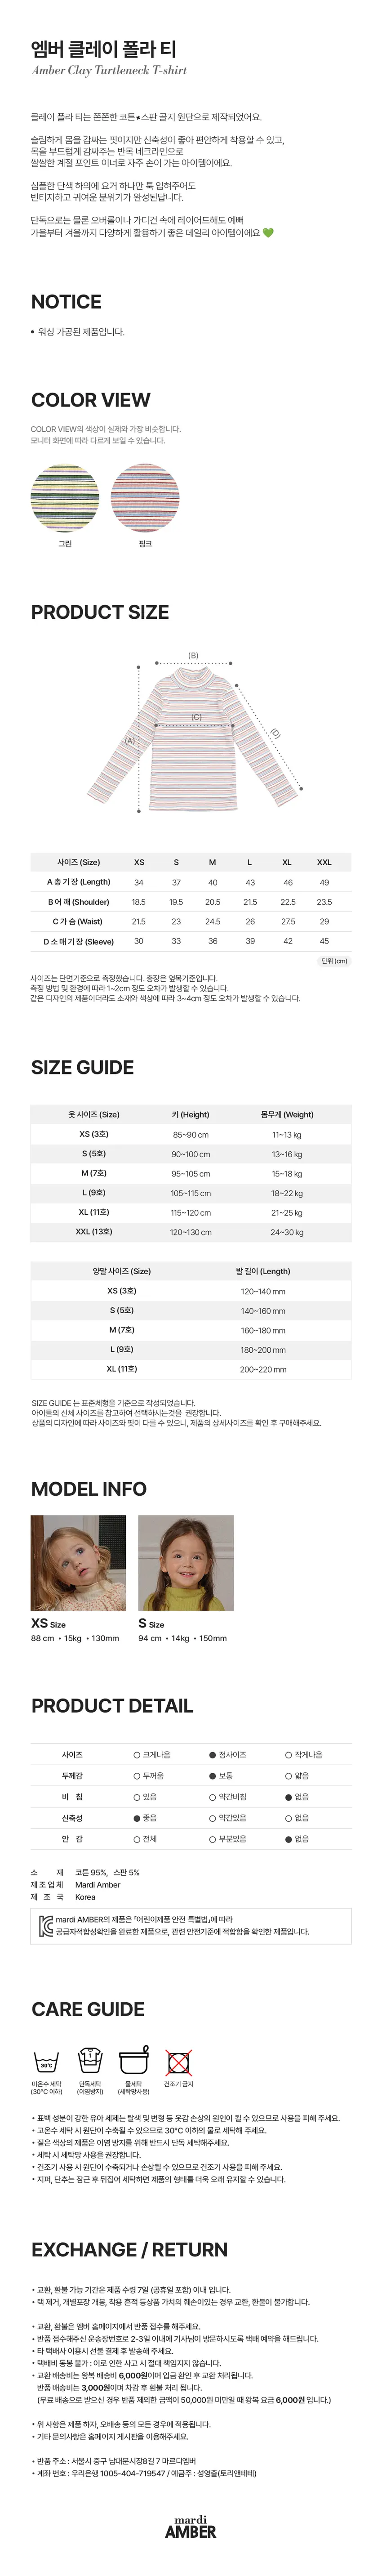 엠버 클레이 폴라 티
Amber Clay Turtleneck T-shirt
클레이 폴라 티는 쫀쫀한 코튼*스판 골지 원단으로 제작되었어요.
슬림하게 몸을 감싸는 핏이지만 신축성이 좋아 편안하게 착용할 수 있고,
목을 부드럽게 감싸주는 반목 네크라인으로
쌀쌀한 계절 포인트 이너로 자주 손이 가는 아이템이에요.
심플한 단색 하의에 요거 하나만 툭 입혀주어도
빈티지하고 귀여운 분위기가 완성된답니다.
단독으로는 물론 오버롤이나 가디건 속에 레이어드해도 예뻐
가을부터 겨울까지 다양하게 활용하기 좋은 데일리 아이템이에요 💚
NOTICE
• 워싱 가공된 제품입니다.
COLOR VIEW
COLOR VIEW의 색상이 실제와 가장 비슷합니다.
모니터 화면에 따라 다르게 보일 수 있습니다.
그린 핑크
PRODUCT SIZE
(B)
(C)
(D)
(A)
사이즈 (Size) XS S M L XL XXL
A 총 기 장 (Length) 34 37 40 43 46 49
B 어 깨 (Shoulder) 18.5 19.5 20.5 21.5 22.5 23.5
C 가 슴 (Waist) 21.5 23 24.5 26 27.5 29
D 소 매 기 장 (Sleeve) 30 33 36 39 42 45
단위 (cm)
사이즈는 단면기준으로 측정했습니다. 총장은 옆목기준입니다.
측정 방법 및 환경에 따라 1~2cm 정도 오차가 발생할 수 있습니다.
같은 디자인의 제품이더라도 소재와 색상에 따라 3~4cm 정도 오차가 발생할 수 있습니다.
SIZE GUIDE
옷 사이즈 (Size) 키 (Height) 몸무게 (Weight)
XS (3호) 85~90 cm 11~13 kg
S (5호) 90~100 cm 13~16 kg
M (7호) 95~105 cm 15~18 kg
L (9호) 105~115 cm 18~22 kg
XL (11호) 115~120 cm 21~25 kg
XXL (13호) 120~130 cm 24~30 kg
양말 사이즈 (Size) 발 길이 (Length)
XS (3호) 120~140 mm
S (5호) 140~160 mm
M (7호) 160~180 mm
L (9호) 180~200 mm
XL (11호) 200~220 mm
SIZE GUIDE 는 표준체형을 기준으로 작성되었습니다.
아이들의 신체 사이즈를 참고하여 선택하시는것을 권장합니다.
상품의 디자인에 따라 사이즈와 핏이 다를 수 있으니, 제품의 상세사이즈를 확인 후 구매해주세요.
MODEL INFO
XS Size S Size
88 cm • 15kg • 130mm 94 cm • 14kg • 150mm
PRODUCT DETAIL
사이즈 ○ 크게나옴 ● 정사이즈 ○ 작게나옴
두께감 ○ 두꺼움 ● 보통 ○ 얇음
비 침 ○ 있음 ○ 약간비침 ● 없음
신축성 ● 좋음 ○ 약간있음 ○ 없음
안 감 ○ 전체 ○ 부분있음 ● 없음
소 재 코튼 95%, 스판 5%
제 조 업 체 Mardi Amber
제 조 국 Korea
mardi AMBER의 제품은 「어린이제품 안전 특별법」에 따라
공급자적합성확인을 완료한 제품으로, 관련 안전기준에 적합함을 확인한 제품입니다.
CARE GUIDE
30°C
1
미온수 세탁 단독세탁 울세탁 건조기 금지
(30°C 이하) (이염방지) (세탁망사용)
• 표백 성분이 강한 유아 세제는 탈색 및 변형 등 옷감 손상의 원인이 될 수 있으므로 사용을 피해 주세요.
• 고온수 세탁 시 원단이 수축될 수 있으므로 30°C 이하의 물로 세탁해 주세요.
• 짙은 색상의 제품은 이염 방지를 위해 반드시 단독 세탁해주세요.
• 세탁 시 세탁망 사용을 권장합니다.
• 건조기 사용 시 원단이 수축되거나 손상될 수 있으므로 건조기 사용을 피해 주세요.
• 지퍼, 단추는 잠근 후 뒤집어 세탁하면 제품의 형태를 더욱 오래 유지할 수 있습니다.
EXCHANGE / RETURN
• 교환, 환불 가능 기간은 제품 수령 7일 (공휴일 포함) 이내 입니다.
• 택 제거, 개별포장 개봉, 착용 흔적 등상품 가치의 훼손이있는 경우 교환, 환불이 불가합니다.
• 교환, 환불은 엠버 홈페이지에서 반품 접수를 해주세요.
• 반품 접수해주신 운송장번호로 2-3일 이내에 기사님이 방문하시도록 택배 예약을 해드립니다.
• 타 택배사 이용시 선불 결제 후 발송해 주세요.
• 택배비 동봉 불가 : 이로 인한 사고 시 절대 책임지지 않습니다.
• 교환 배송비는 왕복 배송비 6,000원이며 입금 확인 후 교환 처리됩니다.
반품 배송비는 3,000원이며 차감 후 환불 처리 됩니다.
(무료 배송으로 받으신 경우 반품 제외한 금액이 50,000원 미만일 때 왕복 요금 6,000원 입니다.)
• 위 사항은 제품 하자, 오배송 등의 모든 경우에 적용됩니다.
• 기타 문의사항은 홈페이지 게시판을 이용해주세요.
• 반품 주소 : 서울시 중구 남대문시장8길 7 마르디엠버
• 계좌 번호 : 우리은행 1005-404-719547 / 예금주 : 성영출(토리앤테테)
mardi
AMBER